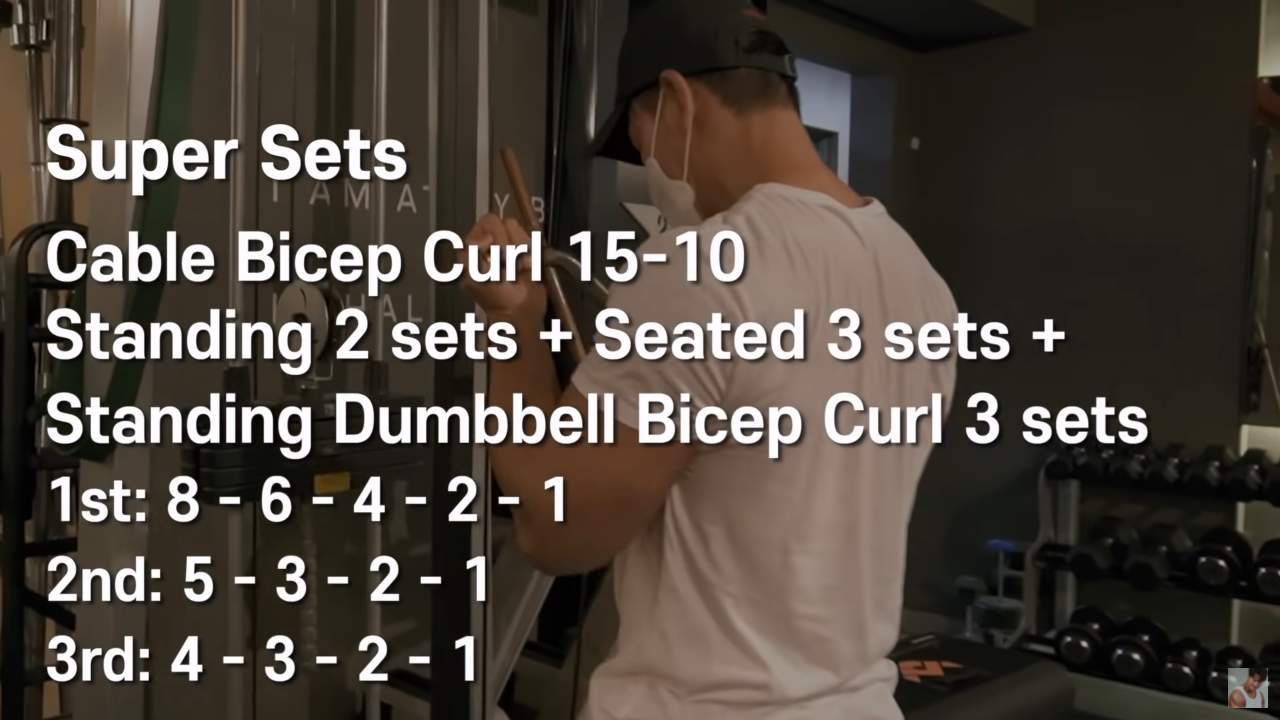 Super Sets
Cable Bicep Curl 15-10
Standing 2 sets + Seated 3 sets +
Standing Dumbbell Bicep Curl 3 sets
1st: 8 - 6 - 4 - 2 - 1
2nd: 5 - 3 - 2 - 1
3rd: 4 - 3 - 2 - 1